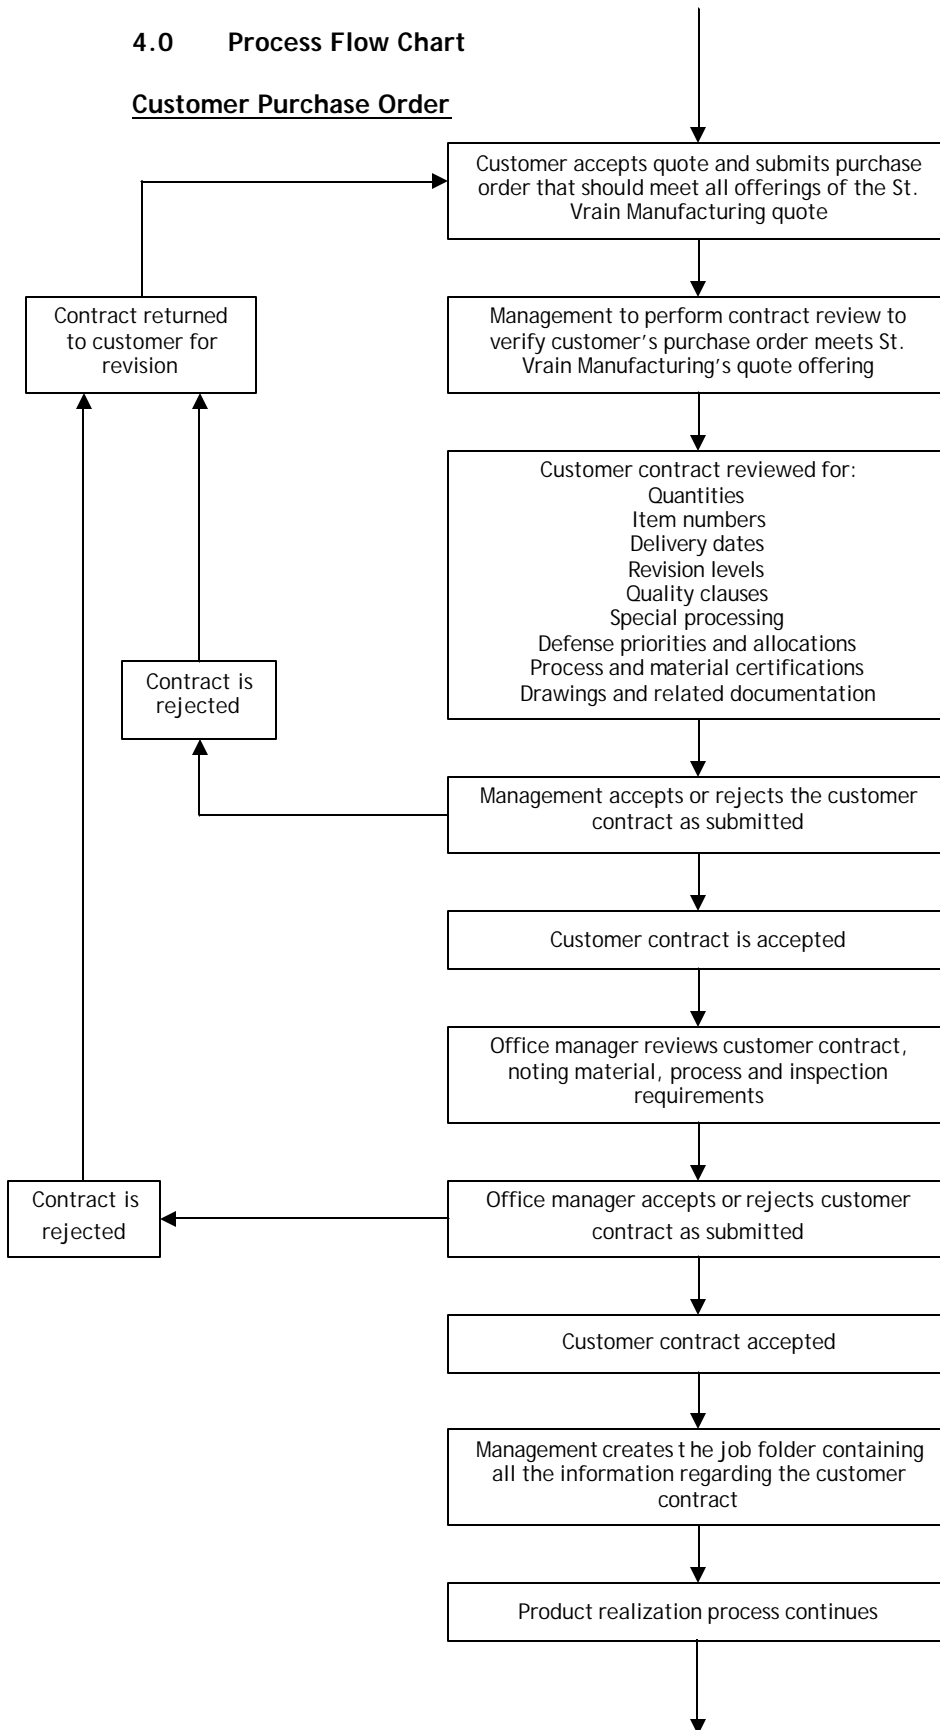 4.0 Process Flow Chart
Customer Purchase Order
Customer accepts quote and submits purchase
order that should meet all offerings of the St.
Vrain Manufacturing quote
Contract returned
to customer for
revision
Management to perform contract review to
verify customer's purchase order meets St.
Vrain Manufacturing's quote offering
Customer contract reviewed for:
Quantities
Item numbers
Delivery dates
Revision levels
Quality clauses
Special processing
Defense priorities and allocations
Process and material certifications
Drawings and related documentation
Contract is
rejected
Management accepts or rejects the customer
contract as submitted
Customer contract is accepted
Office manager reviews customer contract,
noting material, process and inspection
requirements
Contract is
rejected
Office manager accepts or rejects customer
contract as submitted
Customer contract accepted
Management creates the job folder containing
all the information regarding the customer
contract
Product realization process continues